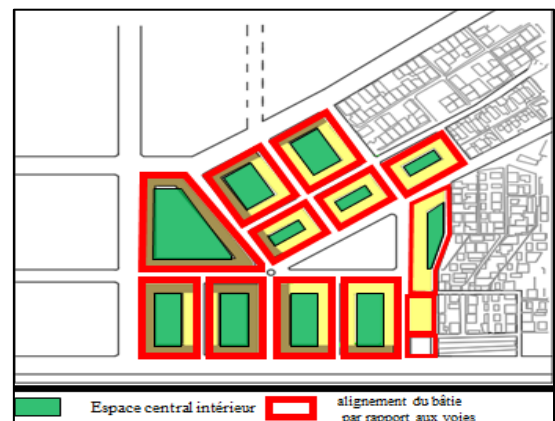 Espace central intérieur
alignement du bâtie
par rapport aux voies